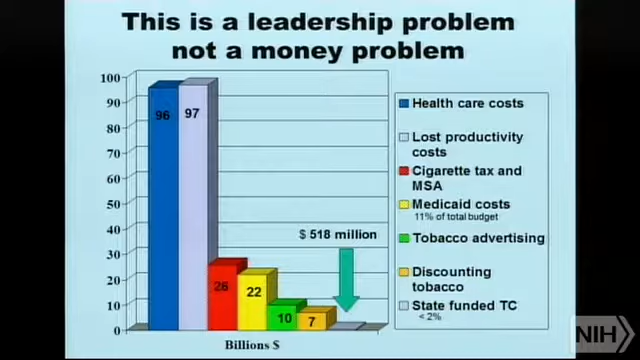 This is a leadership problem
not a money problem
100
90
80
70
60
50
40
30
20
10
0
96
97
26
22
10
7
$ 518 million
Billions $
Health care costs
Lost productivity
costs
Cigarette tax and
MSA
Medicaid costs
11% of total budget
Tobacco advertising
Discounting
tobacco
State funded TC
< 2%
NIH